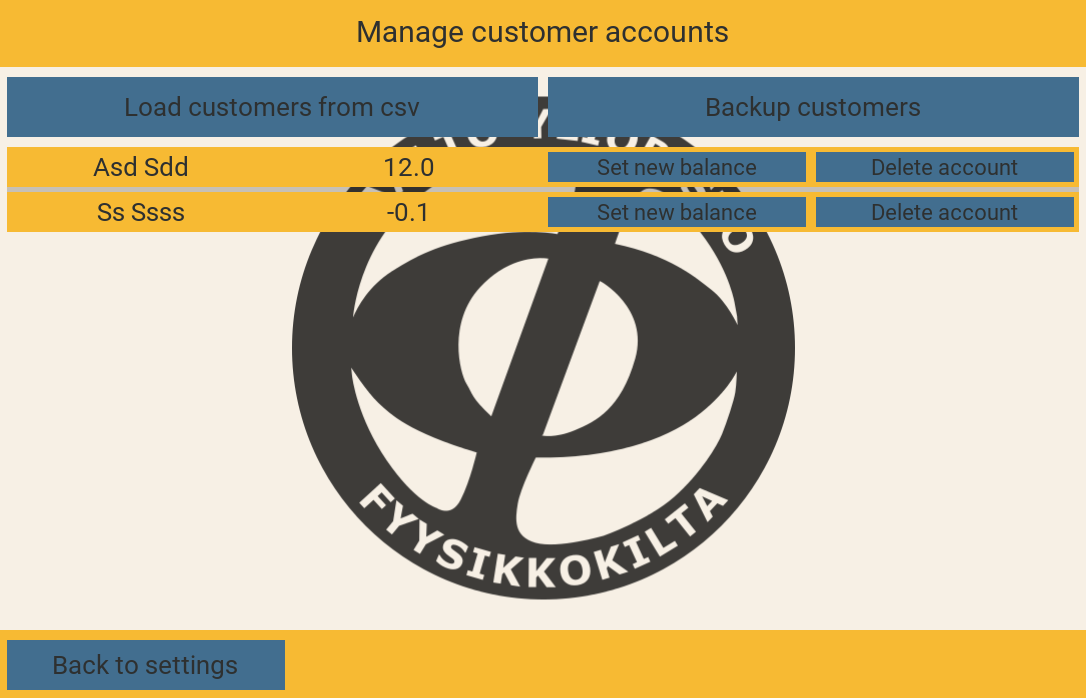 Manage customer accounts
Load customers from csv
Backup customers
Asd Sdd 12.0 Set new balance Delete account
Ss Ssss -0.1 Set new balance Delete account
FYYSIKKOKILTA
Back to settings